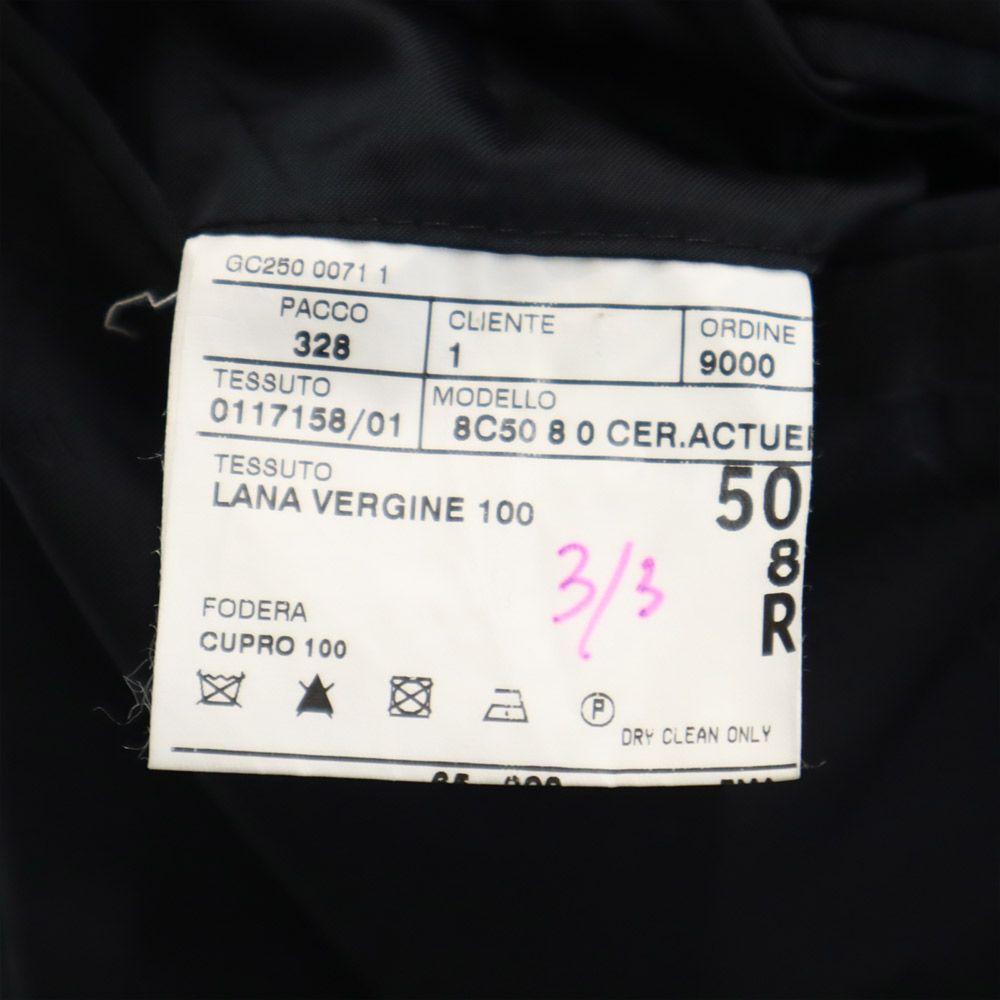 GC250 0071 1
PACCO CLIENTE ORDINE
328 1 9000
TESSUTO MODELLO
0117158/01 8C50 8 0 CER.ACTUEL
TESSUTO 50
LANA VERGINE 100
8
3/3
R
FODERA
CUPRO 100
P
DRY CLEAN ONLY